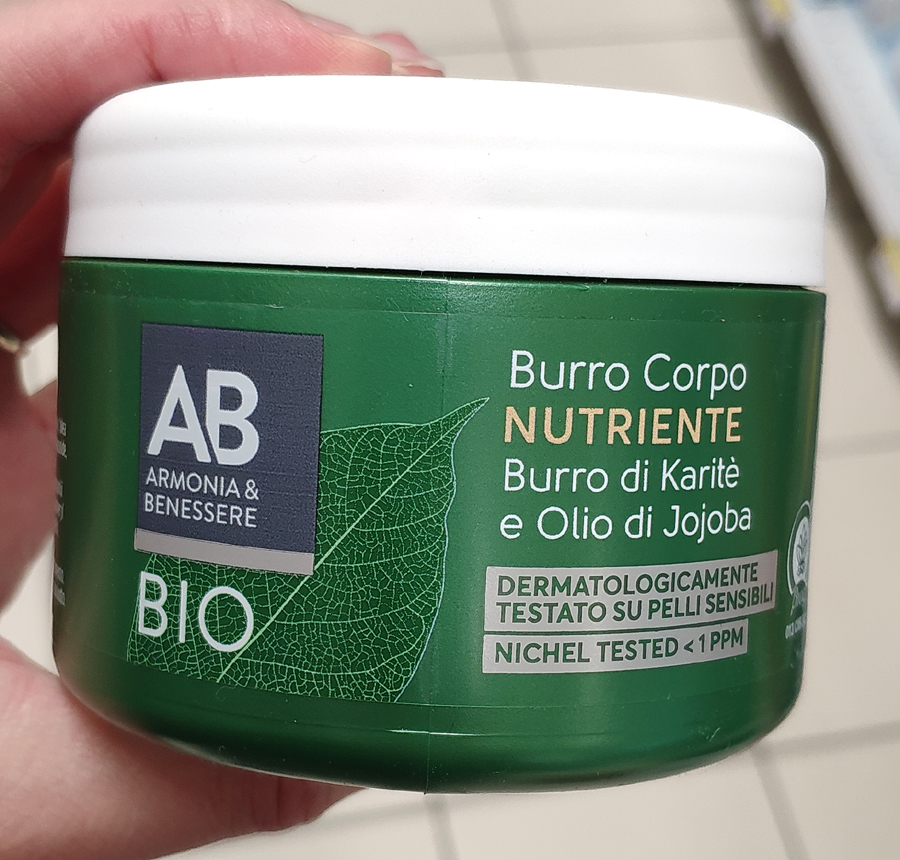 AB
ARMONIA &
BENESSERE
BIO
Burro Corpo
NUTRIENTE
Burro di Karitè
e Olio di Jojoba
DERMATOLOGICAMENTE
TESTATO SU PELLI SENSIBILI
NICHEL TESTED < 1 PPM